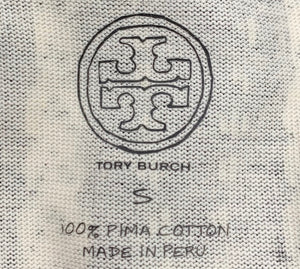 TORY BURCH
S
100% PIMA COTTON
MADE IN PERU